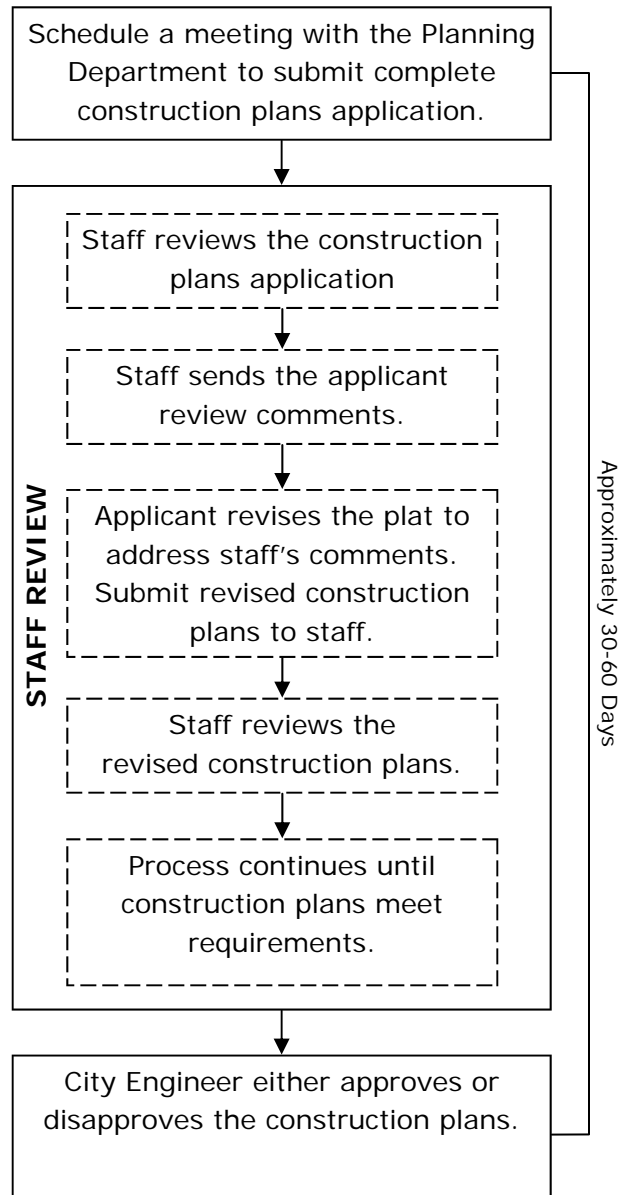 Schedule a meeting with the Planning
Department to submit complete
construction plans application.
STAFF REVIEW
Staff reviews the construction
plans application
Staff sends the applicant
review comments.
Applicant revises the plat to
address staff's comments.
Submit revised construction
plans to staff.
Staff reviews the
revised construction plans.
Process continues until
construction plans meet
requirements.
City Engineer either approves or
disapproves the construction plans.
Approximately 30-60 Days